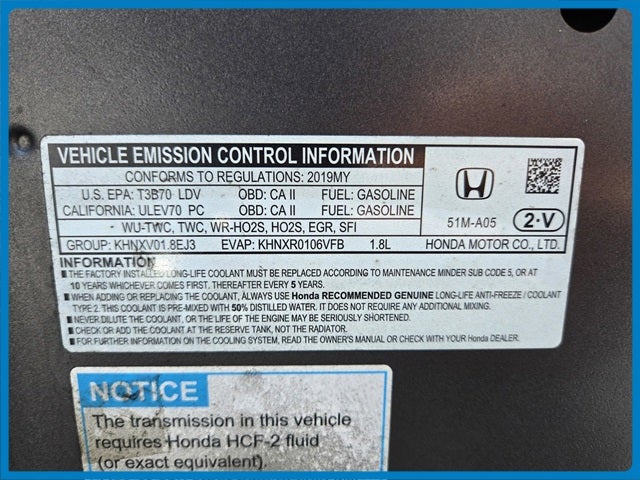 VEHICLE EMISSION CONTROL INFORMATION
CONFORMS TO REGULATIONS: 2019MY
U.S. EPA: T3B70 LDV OBD: CA II FUEL: GASOLINE
CALIFORNIA: ULEV70 PC OBD: CA II FUEL: GASOLINE
WU-TWC, TWC, WR-HO2S, HO2S, EGR, SFI
51M-A05 2·V
GROUP: KHNXV01.8EJ3 EVAP: KHNXR0106VFB 1.8L HONDA MOTOR CO., LTD.
INFORMATION
■ THE FACTORY INSTALLED LONG-LIFE COOLANT MUST BE REPLACED ACCORDING TO MAINTENANCE MINDER SUB CODE 5, OR AT
10 YEARS WHICHEVER COMES FIRST. THEREAFTER EVERY 5 YEARS.
■ WHEN ADDING OR REPLACING THE COOLANT, ALWAYS USE Honda RECOMMENDED GENUINE LONG-LIFE ANTI-FREEZE / COOLANT
TYPE 2. THIS COOLANT IS PRE-MIXED WITH 50% DISTILLED WATER. IT DOES NOT REQUIRE ANY ADDITIONAL MIXING.
■ NEVER DILUTE THE COOLANT, OR THE LIFE OF THE ENGINE MAY BE SERIOUSLY SHORTENED.
■ CHECK OR ADD THE COOLANT AT THE RESERVE TANK, NOT THE RADIATOR.
■ FOR FURTHER INFORMATION ON THE COOLING SYSTEM, READ THE OWNER'S MANUAL OR CHECK WITH YOUR Honda DEALER.
NOTICE
The transmission in this vehicle
requires Honda HCF-2 fluid
(or exact equivalent).